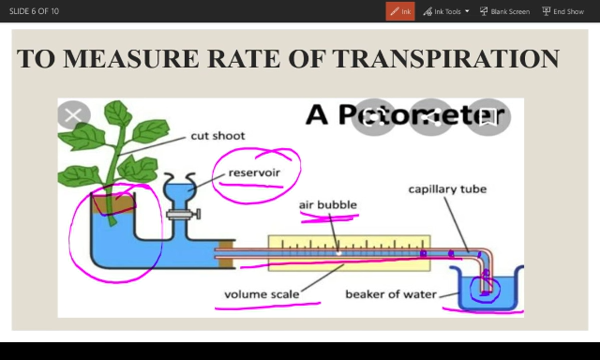 SLIDE 6 OF 10
Ink
Ink Tools
Blank Screen
End Show
TO MEASURE RATE OF TRANSPIRATION
A Potometer
cut shoot
reservoir
capillary tube
air bubble
volume scale
beaker of water